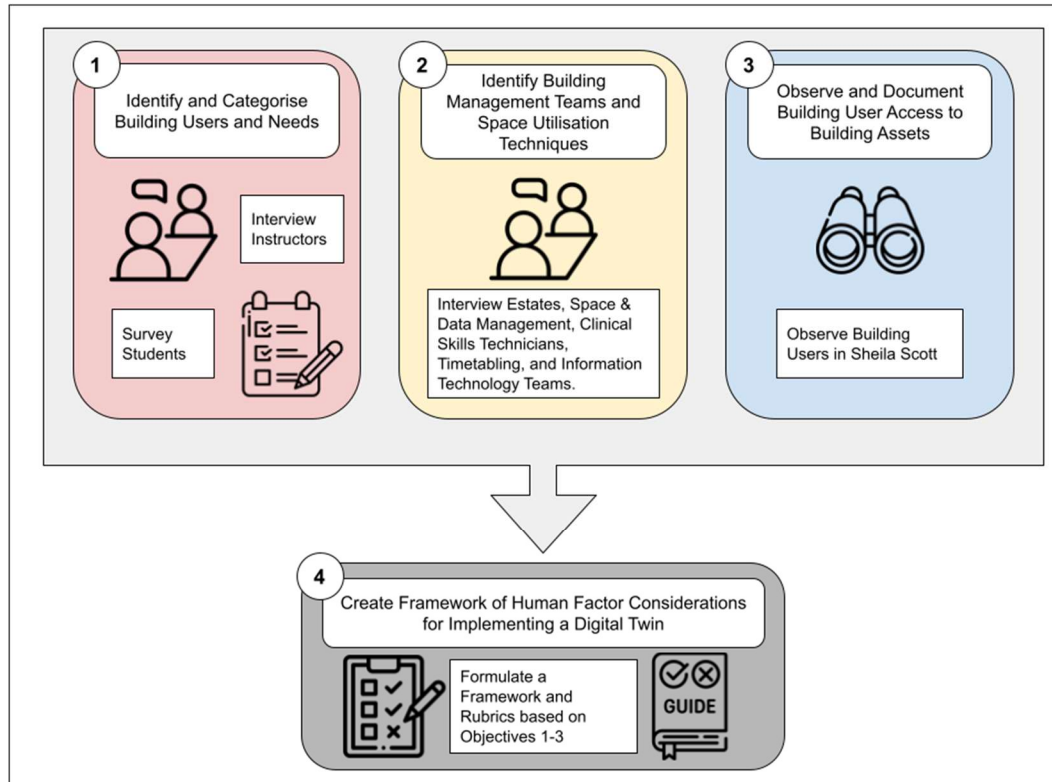 1
Identify and Categorise
Building Users and Needs
Interview
Instructors
Survey
Students
2
Identify Building
Management Teams and
Space Utilisation
Techniques
Interview Estates, Space &
Data Management, Clinical
Skills Technicians,
Timetabling, and Information
Technology Teams.
3
Observe and Document
Building User Access to
Building Assets
Observe Building
Users in Sheila Scott
4
Create Framework of Human Factor Considerations
for Implementing a Digital Twin
Formulate a
Framework and
Rubrics based on
Objectives 1-3
GUIDE